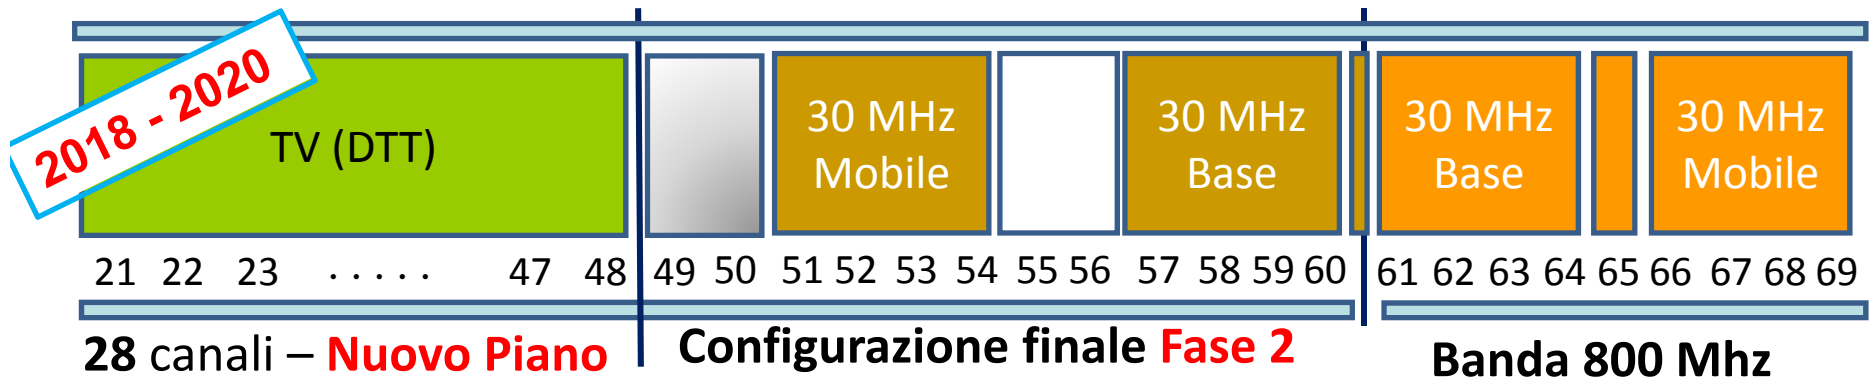 2018 - 2020
TV (DTT)
30 MHz
Mobile
30 MHz
Base
30 MHz
Base
30 MHz
Mobile
21 22 23 ..... 47 48 49 50 51 52 53 54 55 56 57 58 59 60 61 62 63 64 65 66 67 68 69
28 canali – Nuovo Piano
Configurazione finale Fase 2
Banda 800 Mhz